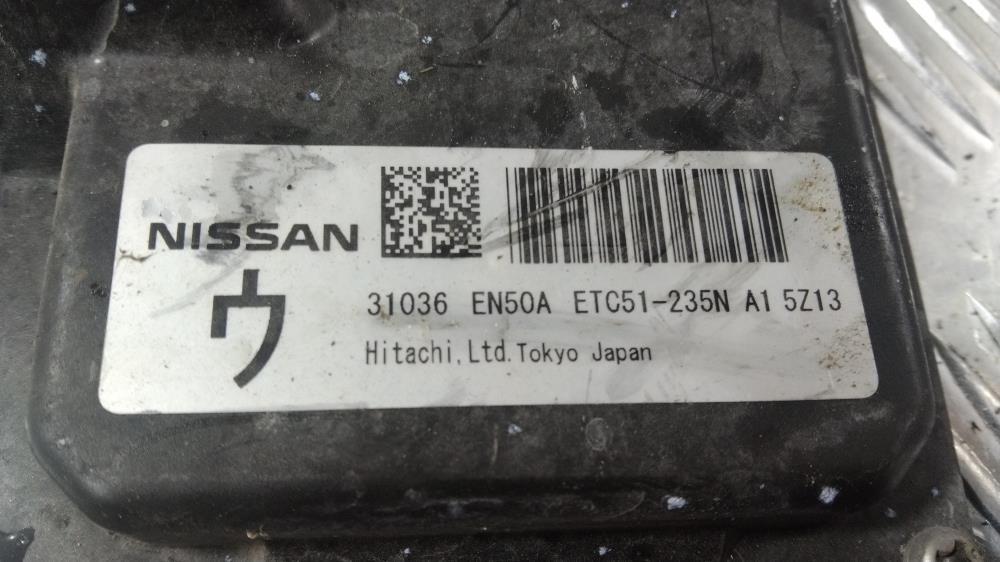 NISSAN
ウ
31036 EN50A ETC51-235N A1 5Z13
Hitachi,Ltd.Tokyo Japan